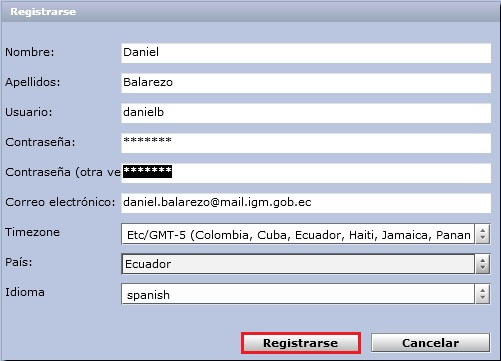 Registrarse
Nombre: Daniel
Apellidos: Balarezo
Usuario: danielb
Contraseña: *******
Contraseña (otra ve *******
Correo electrónico: daniel.balarezo@mail.igm.gob.ec
Timezone Etc/GMT-5 (Colombia, Cuba, Ecuador, Haiti, Jamaica, Panan
País: Ecuador
Idioma spanish
Registrarse Cancelar